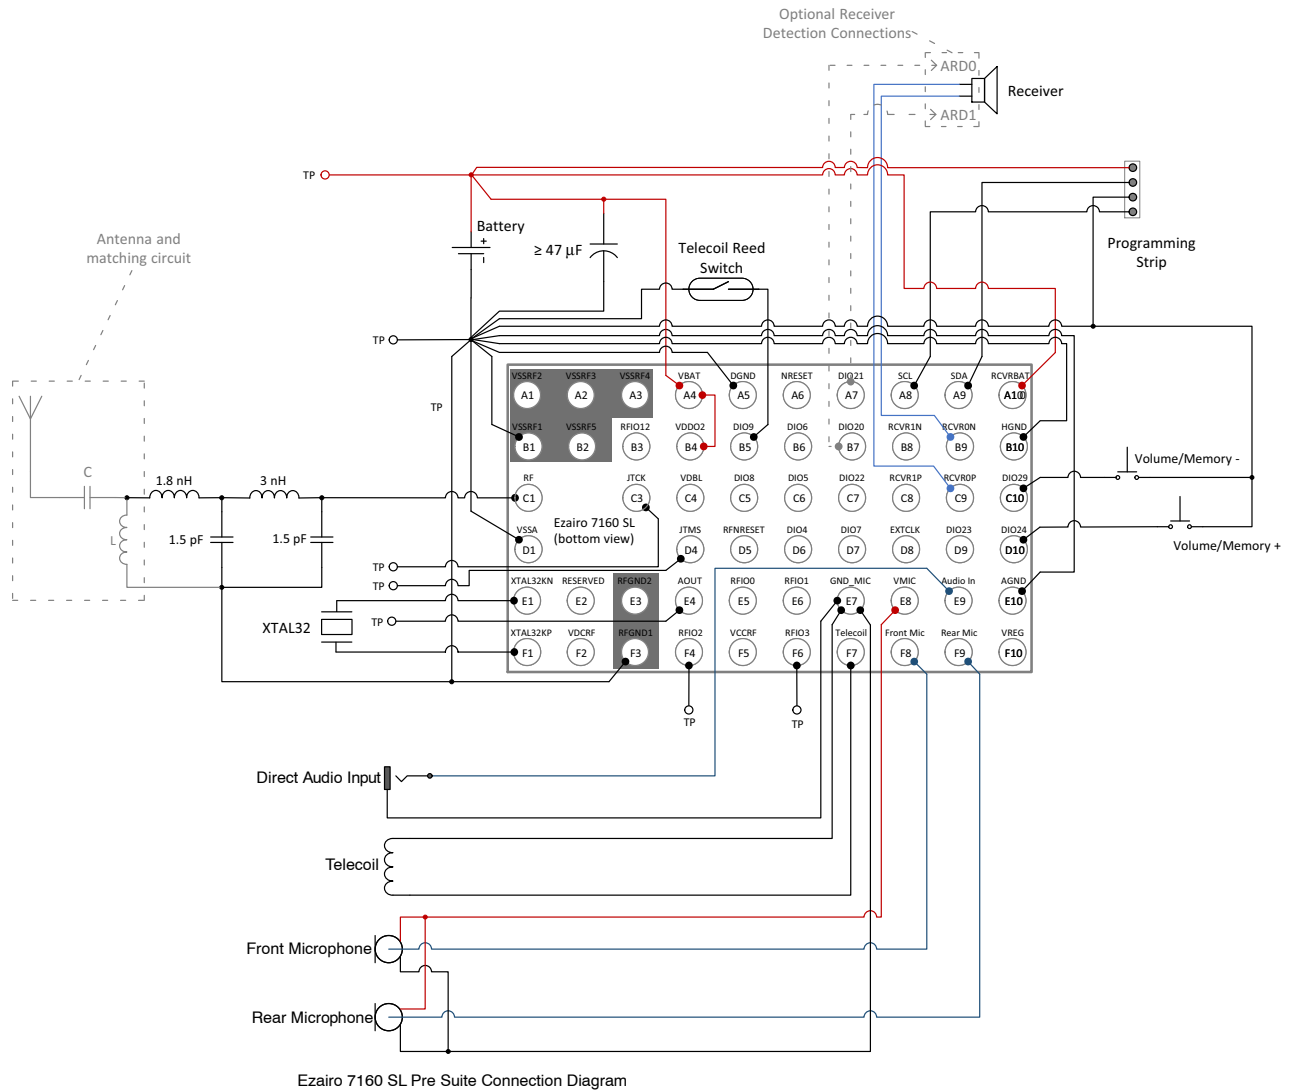 Optional Receiver
Detection Connections
ARD0
Receiver
ARD1
TP
Battery
+
-
≥ 47 µF
Telecoil Reed
Switch
Programming
Strip
Antenna and
matching circuit
TP
TP
C
L
1.8 nH
3 nH
1.5 pF
1.5 pF
VSSRF2 VSSRF3 VSSRF4 VBAT DGND NRESET DIO21 SCL SDA RCVRBAT
A1 A2 A3 A4 A5 A6 A7 A8 A9 A10
VSSRF1 VSSRF5 RFIO12 VDDO2 DIO9 DIO6 DIO20 RCVR1N RCVR0N HGND
B1 B2 B3 B4 B5 B6 B7 B8 B9 B10
RF JTCK VDBL DIO8 DIO5 DIO22 RCVR1P RCVR0P DIO29
C1 C3 C4 C5 C6 C7 C8 C9 C10
Ezairo 7160 SL
(bottom view)
VSSA JTMS RFNRESET DIO4 DIO7 EXTCLK DIO23 DIO24
D1 D4 D5 D6 D7 D8 D9 D10
XTAL32KN RESERVED RFGND2 AOUT RFIO0 RFIO1 GND_MIC VMIC Audio In AGND
E1 E2 E3 E4 E5 E6 E7 E8 E9 E10
XTAL32KP VDCRF RFGND1 RFIO2 VCCRF RFIO3 Telecoil Front Mic Rear Mic VREG
F1 F2 F3 F4 F5 F6 F7 F8 F9 F10
Volume/Memory -
Volume/Memory +
TP
TP
TP
XTAL32
TP
TP
Direct Audio Input
Telecoil
Front Microphone
Rear Microphone
Ezairo 7160 SL Pre Suite Connection Diagram